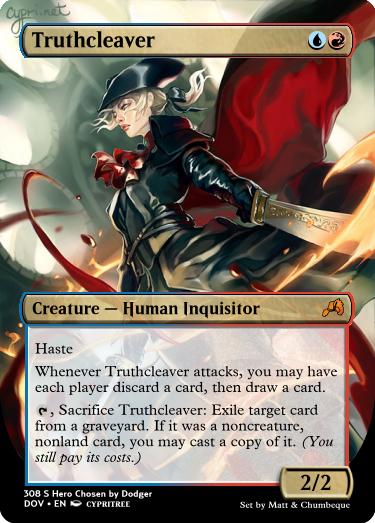 cypri.net
Truthcleaver
Creature — Human Inquisitor
Haste
Whenever Truthcleaver attacks, you may have
each player discard a card, then draw a card.
, Sacrifice Truthcleaver: Exile target card
from a graveyard. If it was a noncreature,
nonland card, you may cast a copy of it. (You
still pay its costs.)
2/2
308 S Hero Chosen by Dodger
DOV • EN CYPRITREE
Set by Matt & Chumbeque